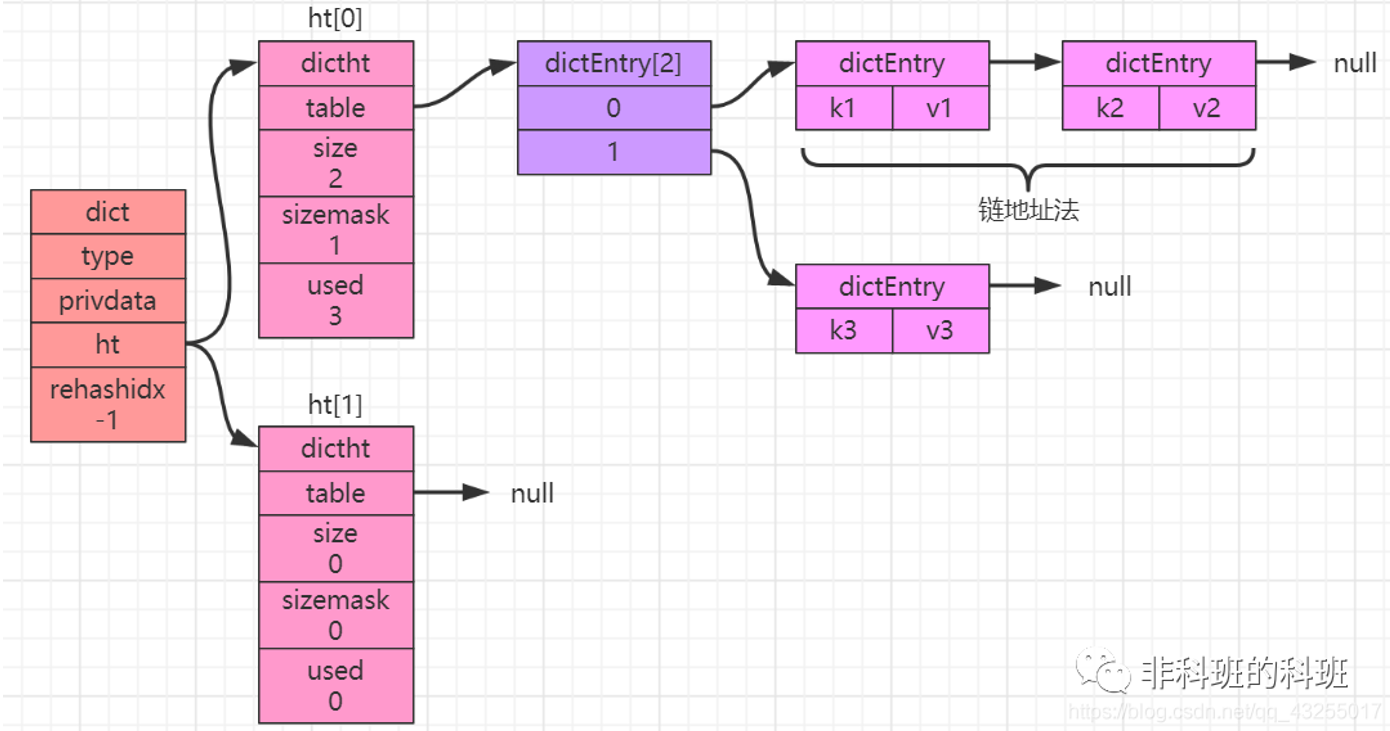 ht[0]
dictht
table
size
2
sizemask
1
used
3
dictEntry[2]
0
1
dictEntry
k1 v1
dictEntry
k2 v2
null
链地址法
dictEntry
k3 v3
null
dict
type
privdata
ht
rehashidx
-1
ht[1]
dictht
table
null
size
0
sizemask
0
used
0
非科班的科班
https://blog.csdn.net/qq_43255017